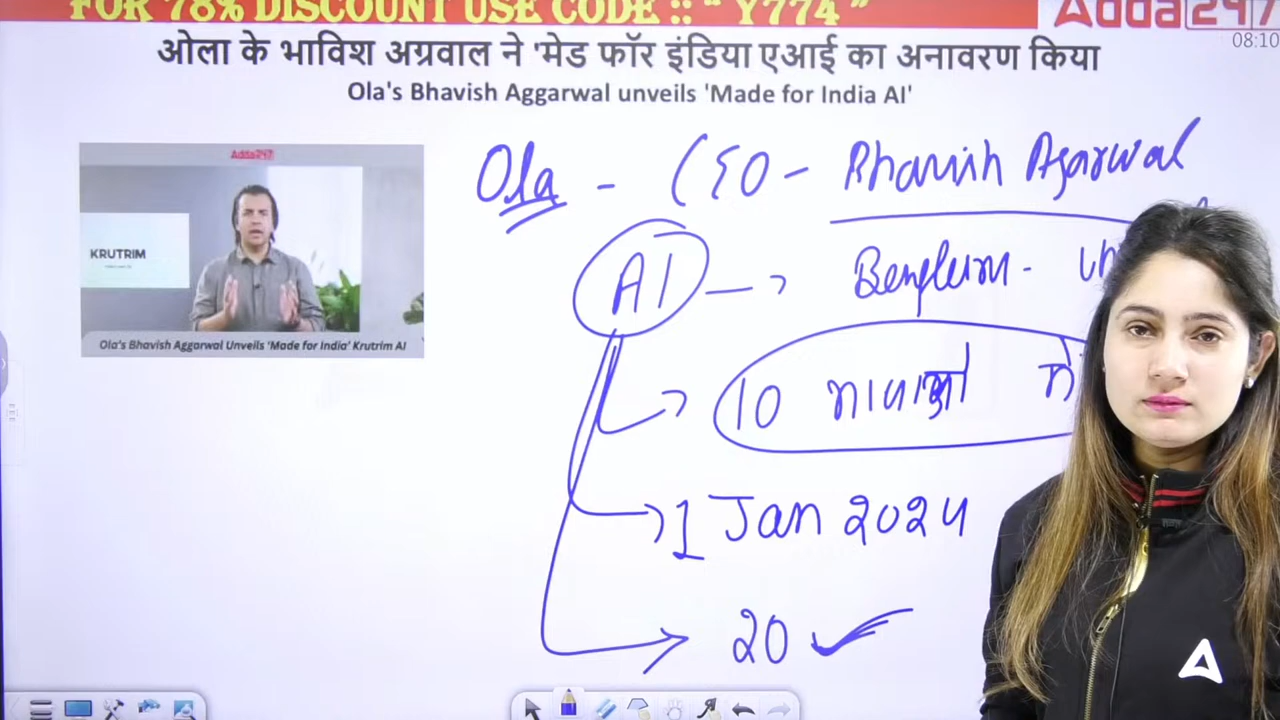 FOR 78% DISCOUNT USE CODE :: “ Y774 ”
Adda247
08:10
ओला के भाविश अग्रवाल ने 'मेड फॉर इंडिया एआई का अनावरण किया
Ola's Bhavish Aggarwal unveils 'Made for India AI'
Adda247
KRUTRIM
Ola's Bhavish Aggarwal Unveils 'Made for India' Krutrim AI
Ola - CEO - Bhavish Agarwal
AI
10
1 Jan 2024
20